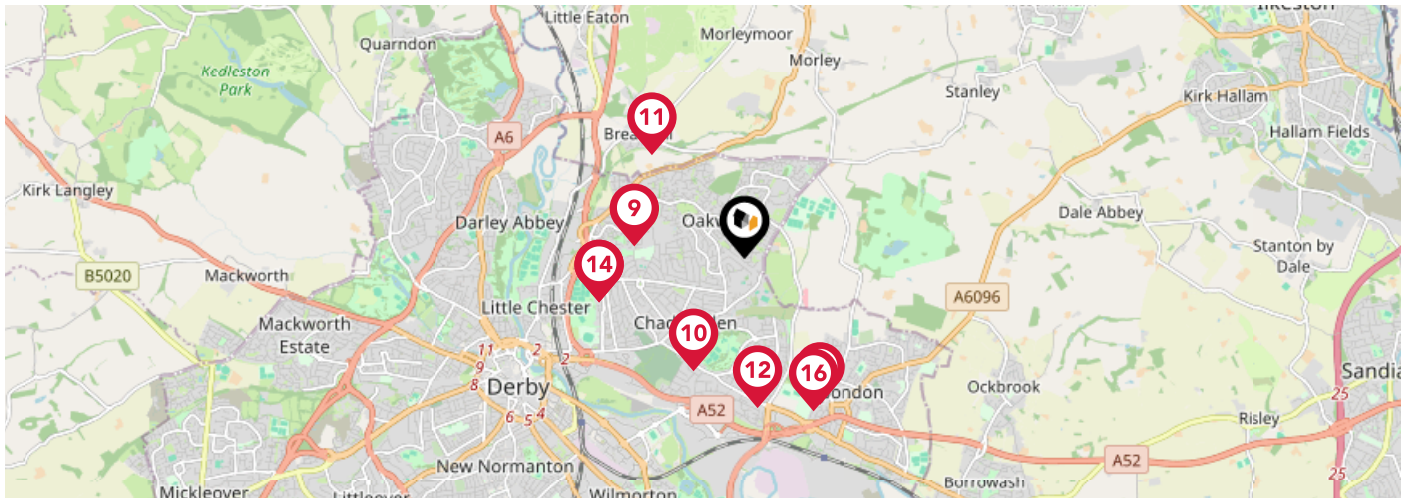 Little Eaton
Ilkeston
Morleymoor
Quarndon
Morley
Kedleston
Park
Stanley
Kirk Hallam
11
A6
Hallam Fields
Kirk Langley
9
Darley Abbey
Dale Abbey
Stanton by
Dale
14
B5020
Mackworth
A6096
Little Chester
Mackworth
Estate
10
11
2
2
9
8
Derby
12
16
Ockbrook
6
5
4
A52
25
Risley
A52
New Normanton
25
Borrowash
Mickleover
Littleover
Wilmorton